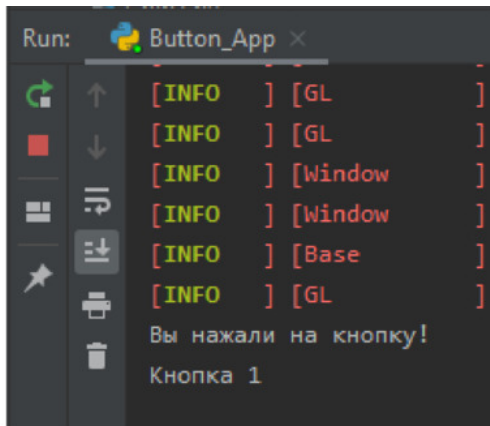 Run: Button_App
[INFO ] [GL ]
[INFO ] [GL ]
[INFO ] [Window ]
[INFO ] [Window ]
[INFO ] [Base ]
[INFO ] [GL ]
Вы нажали на кнопку!
Кнопка 1